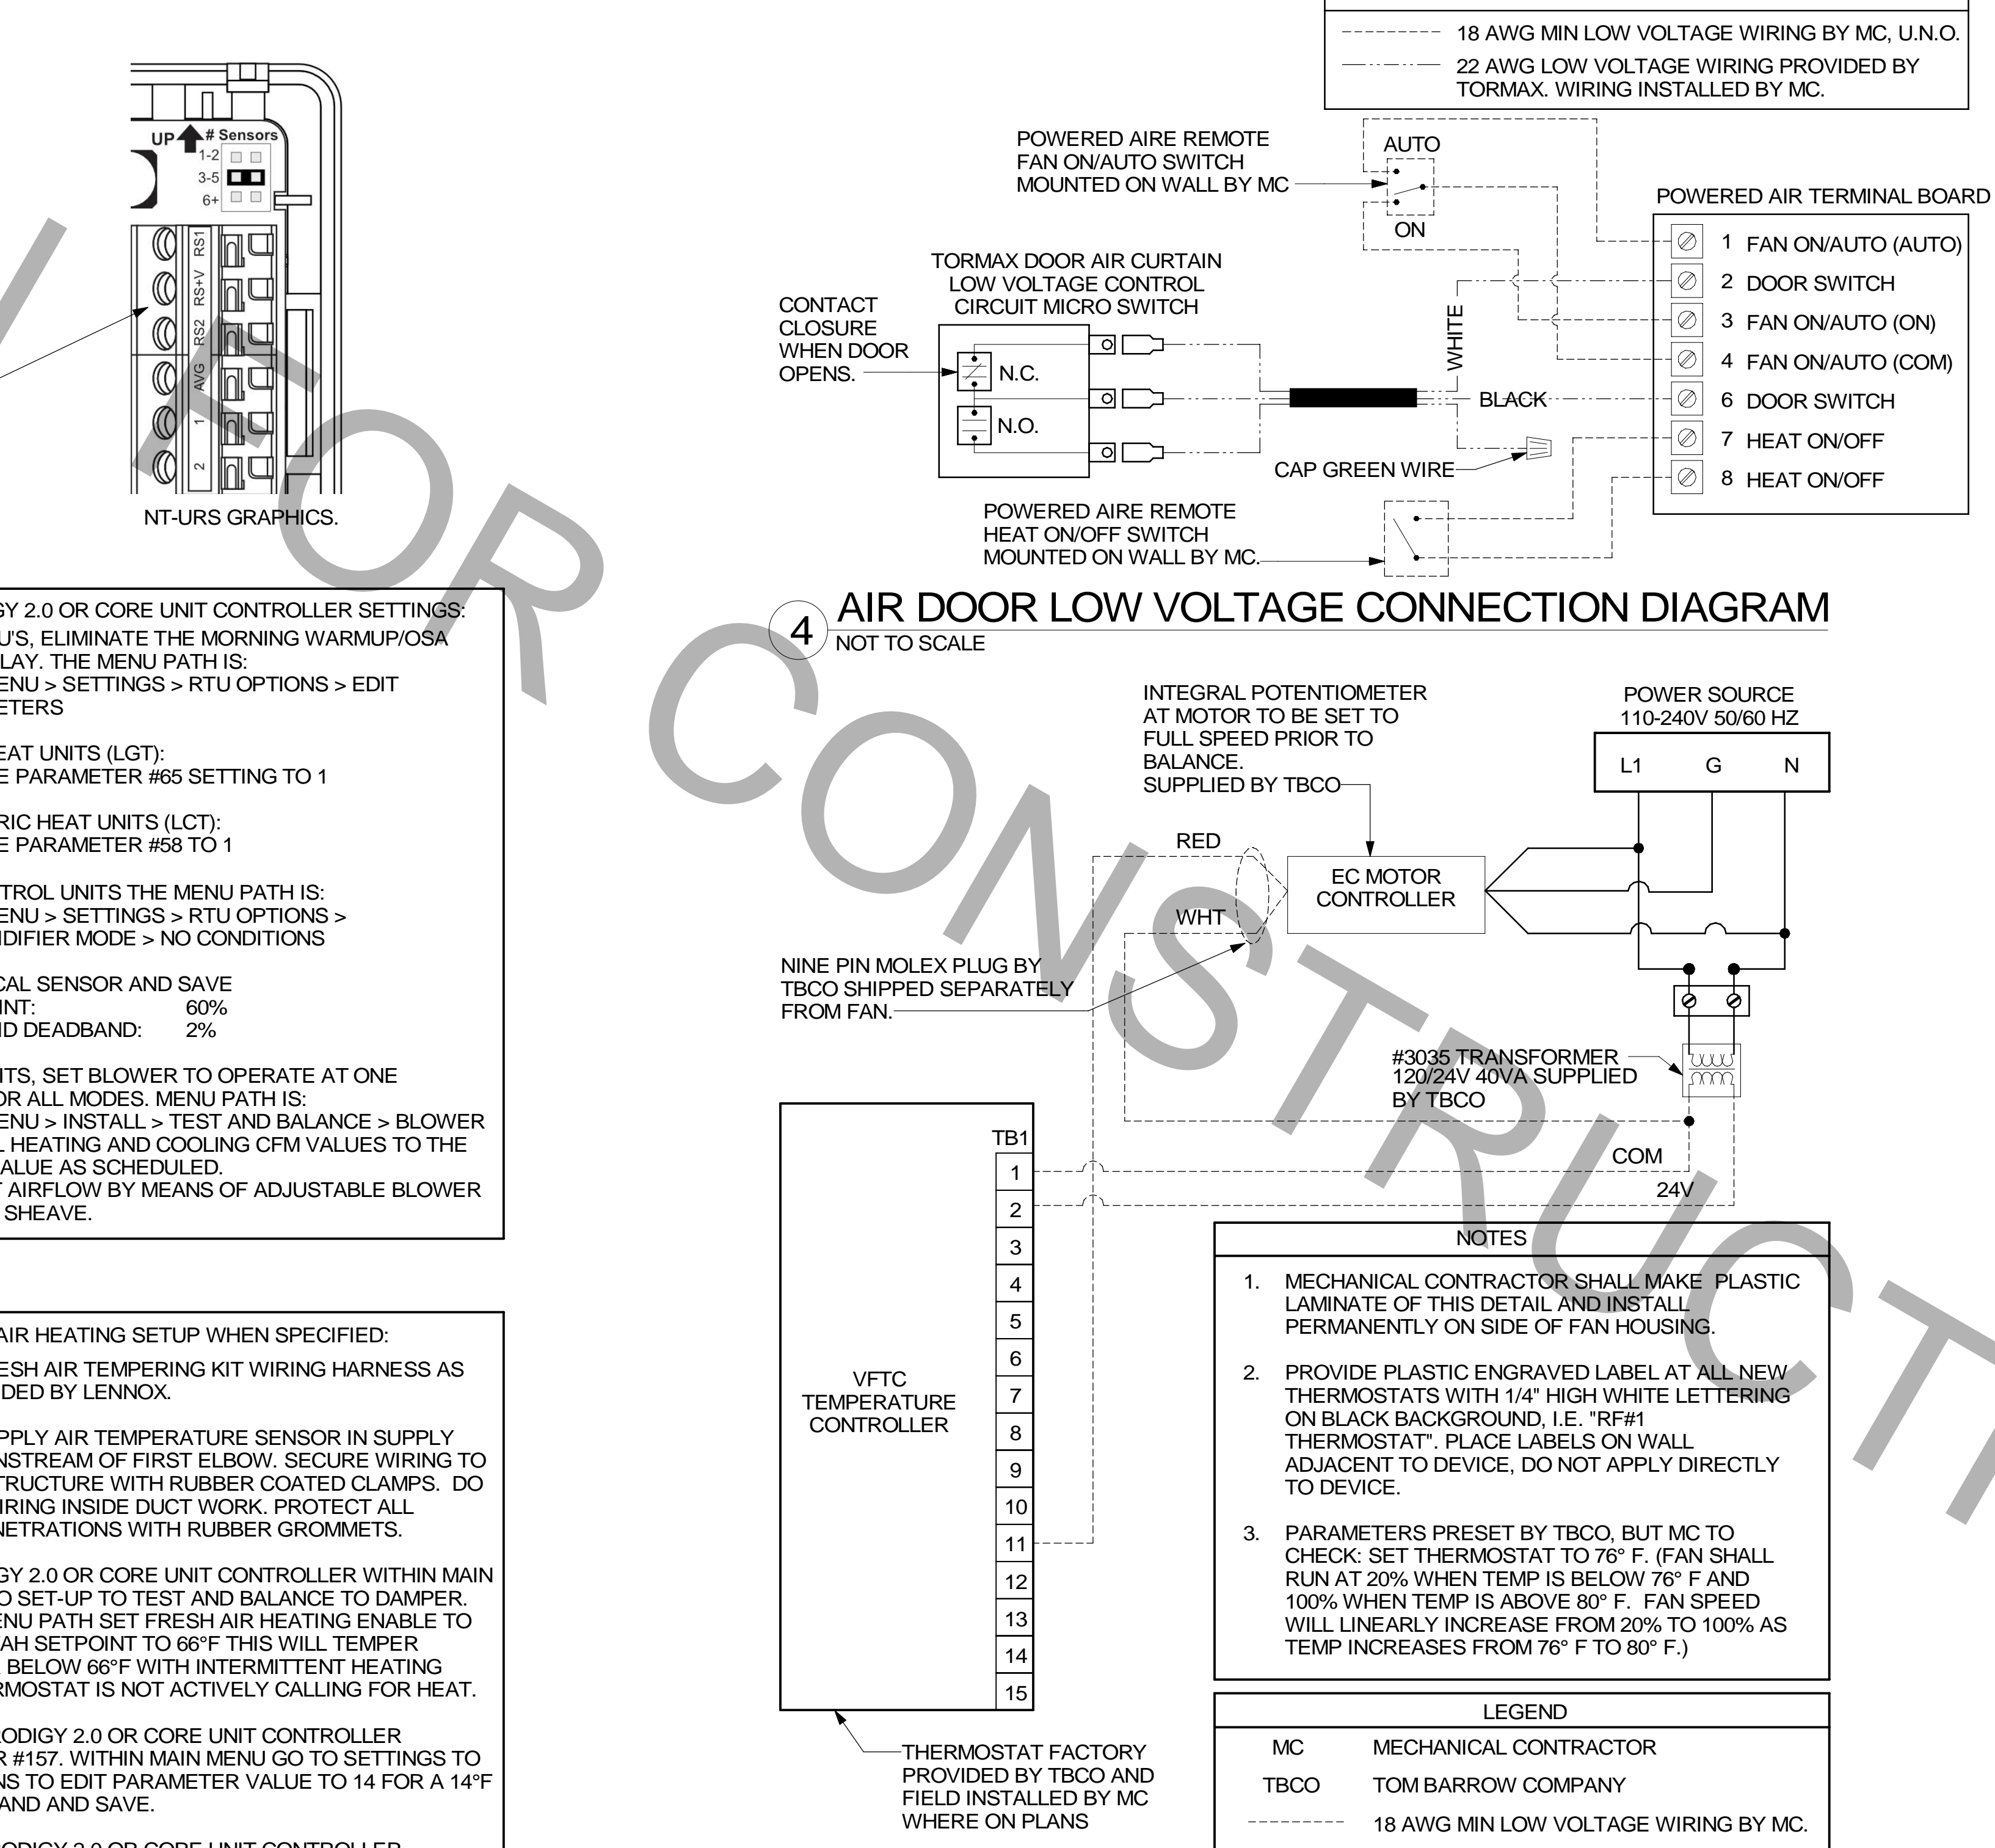 18 AWG MIN LOW VOLTAGE WIRING BY MC, U.N.O.
22 AWG LOW VOLTAGE WIRING PROVIDED BY
TORMAX. WIRING INSTALLED BY MC.
UP
# Sensors
1-2
3-5
6+
RS1
RS+V
RS2
AVG
1
2
NT-URS GRAPHICS.
POWERED AIRE REMOTE
FAN ON/AUTO SWITCH
MOUNTED ON WALL BY MC
AUTO
ON
TORMAX DOOR AIR CURTAIN
LOW VOLTAGE CONTROL
CIRCUIT MICRO SWITCH
CONTACT
CLOSURE
WHEN DOOR
OPENS.
N.C.
N.O.
WHITE
BLACK
CAP GREEN WIRE
POWERED AIRE REMOTE
HEAT ON/OFF SWITCH
MOUNTED ON WALL BY MC.
POWERED AIR TERMINAL BOARD
1 FAN ON/AUTO (AUTO)
2 DOOR SWITCH
3 FAN ON/AUTO (ON)
4 FAN ON/AUTO (COM)
6 DOOR SWITCH
7 HEAT ON/OFF
8 HEAT ON/OFF
4 AIR DOOR LOW VOLTAGE CONNECTION DIAGRAM
NOT TO SCALE
GY 2.0 OR CORE UNIT CONTROLLER SETTINGS:
U'S, ELIMINATE THE MORNING WARMUP/OSA
LAY. THE MENU PATH IS:
ENU > SETTINGS > RTU OPTIONS > EDIT
ETERS
EAT UNITS (LGT):
E PARAMETER #65 SETTING TO 1
RIC HEAT UNITS (LCT):
E PARAMETER #58 TO 1
TROL UNITS THE MENU PATH IS:
ENU > SETTINGS > RTU OPTIONS >
IDIFIER MODE > NO CONDITIONS
CAL SENSOR AND SAVE
INT: 60%
ID DEADBAND: 2%
ITS, SET BLOWER TO OPERATE AT ONE
OR ALL MODES. MENU PATH IS:
ENU > INSTALL > TEST AND BALANCE > BLOWER
L HEATING AND COOLING CFM VALUES TO THE
ALUE AS SCHEDULED.
T AIRFLOW BY MEANS OF ADJUSTABLE BLOWER
SHEAVE.
AIR HEATING SETUP WHEN SPECIFIED:
ESH AIR TEMPERING KIT WIRING HARNESS AS
DED BY LENNOX.
PPLY AIR TEMPERATURE SENSOR IN SUPPLY
NSTREAM OF FIRST ELBOW. SECURE WIRING TO
TRUCTURE WITH RUBBER COATED CLAMPS. DO
IRING INSIDE DUCT WORK. PROTECT ALL
NETRATIONS WITH RUBBER GROMMETS.
GY 2.0 OR CORE UNIT CONTROLLER WITHIN MAIN
O SET-UP TO TEST AND BALANCE TO DAMPER.
ENU PATH SET FRESH AIR HEATING ENABLE TO
AH SETPOINT TO 66°F THIS WILL TEMPER
BELOW 66°F WITH INTERMITTENT HEATING
RMOSTAT IS NOT ACTIVELY CALLING FOR HEAT.
RODIGY 2.0 OR CORE UNIT CONTROLLER
R #157. WITHIN MAIN MENU GO TO SETTINGS TO
NS TO EDIT PARAMETER VALUE TO 14 FOR A 14°F
AND AND SAVE.
RODIGY 2.0 OR CORE UNIT CONTROLLER
INTEGRAL POTENTIOMETER
AT MOTOR TO BE SET TO
FULL SPEED PRIOR TO
BALANCE.
SUPPLIED BY TBCO
POWER SOURCE
110-240V 50/60 HZ
L1 G N
RED
WHT
EC MOTOR
CONTROLLER
NINE PIN MOLEX PLUG BY
TBCO SHIPPED SEPARATELY
FROM FAN.
#3035 TRANSFORMER
120/24V 40VA SUPPLIED
BY TBCO
COM
24V
TB1
1
2
3
4
5
6
7
8
9
10
11
12
13
14
15
VFTC
TEMPERATURE
CONTROLLER
THERMOSTAT FACTORY
PROVIDED BY TBCO AND
FIELD INSTALLED BY MC
WHERE ON PLANS
NOTES
1. MECHANICAL CONTRACTOR SHALL MAKE PLASTIC
LAMINATE OF THIS DETAIL AND INSTALL
PERMANENTLY ON SIDE OF FAN HOUSING.
2. PROVIDE PLASTIC ENGRAVED LABEL AT ALL NEW
THERMOSTATS WITH 1/4" HIGH WHITE LETTERING
ON BLACK BACKGROUND, I.E. "RF#1
THERMOSTAT". PLACE LABELS ON WALL
ADJACENT TO DEVICE, DO NOT APPLY DIRECTLY
TO DEVICE.
3. PARAMETERS PRESET BY TBCO, BUT MC TO
CHECK: SET THERMOSTAT TO 76° F. (FAN SHALL
RUN AT 20% WHEN TEMP IS BELOW 76° F AND
100% WHEN TEMP IS ABOVE 80° F. FAN SPEED
WILL LINEARLY INCREASE FROM 20% TO 100% AS
TEMP INCREASES FROM 76° F TO 80° F.)
LEGEND
MC MECHANICAL CONTRACTOR
TBCO TOM BARROW COMPANY
18 AWG MIN LOW VOLTAGE WIRING BY MC.
FOR CONSTRUCTI